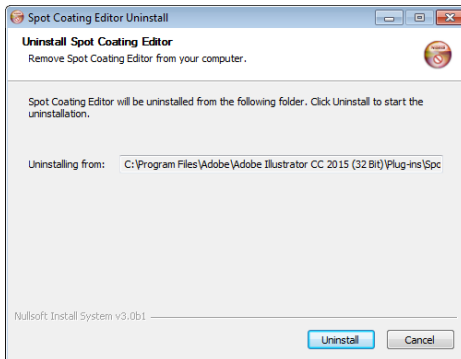 Spot Coating Editor Uninstall
Uninstall Spot Coating Editor
Remove Spot Coating Editor from your computer.
Spot Coating Editor will be uninstalled from the following folder. Click Uninstall to start the
uninstallation.
Uninstalling from: C:\Program Files\Adobe\Adobe Illustrator CC 2015 (32 Bit)\Plug-ins\Spc
Nullsoft Install System v3.0b1
Uninstall Cancel